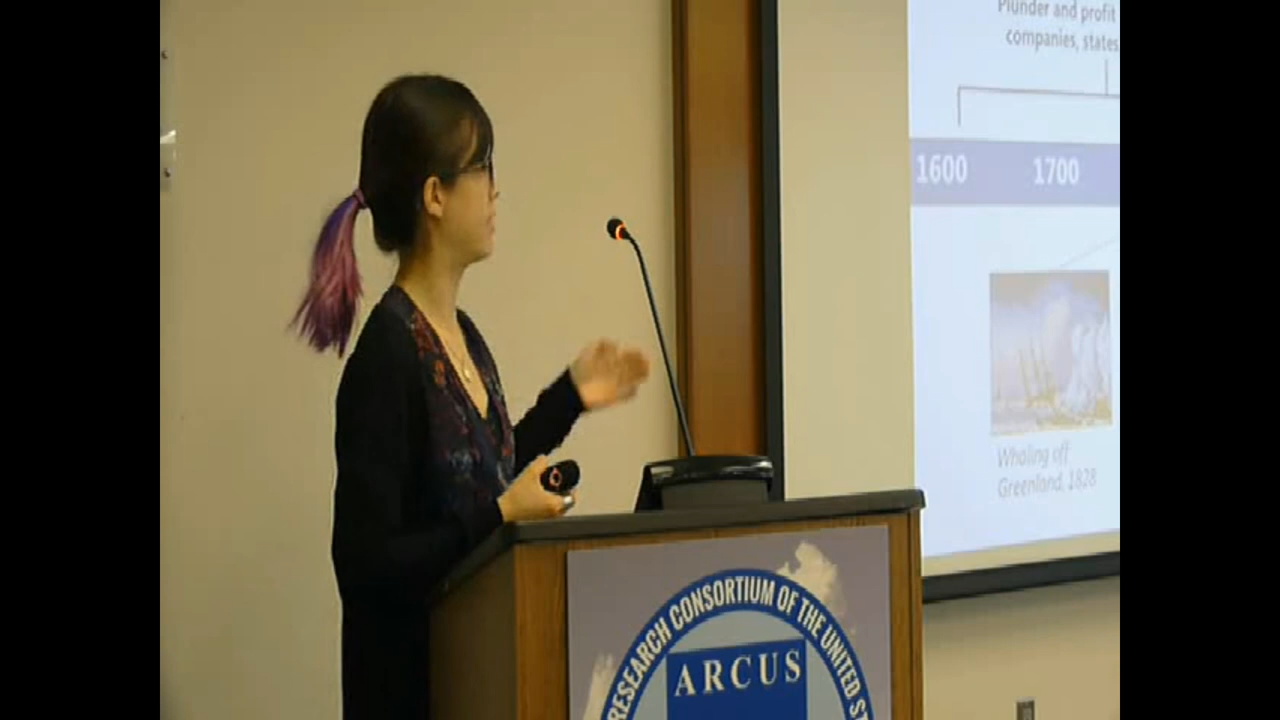 Plunder and profit
companies, states,
1600 1700
Whaling off
Greenland, 1828
RESEARCH CONSORTIUM OF THE UNITED ST
ARCUS